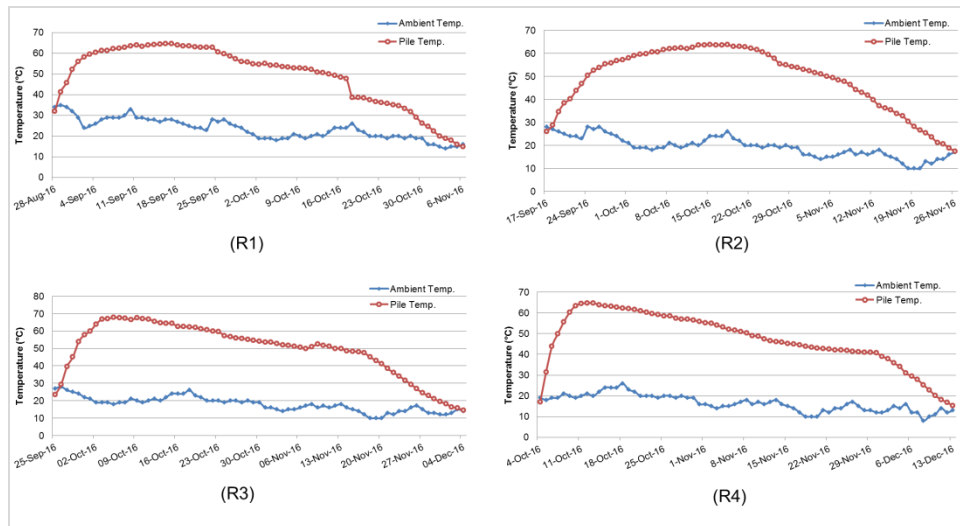 Ambient Temp.
Pile Temp.
Temperature (°C)
70
60
50
40
30
20
10
0
28-Aug-16
4-Sep-16
11-Sep-16
18-Sep-16
25-Sep-16
2-Oct-16
9-Oct-16
16-Oct-16
23-Oct-16
30-Oct-16
6-Nov-16
(R1)
Ambient Temp.
Pile Temp.
Temperature (°C)
70
60
50
40
30
20
10
0
17-Sep-16
24-Sep-16
1-Oct-16
8-Oct-16
15-Oct-16
22-Oct-16
29-Oct-16
5-Nov-16
12-Nov-16
19-Nov-16
26-Nov-16
(R2)
Ambient Temp.
Pile Temp.
Temperature (°C)
80
70
60
50
40
30
20
10
0
25-Sep-16
02-Oct-16
09-Oct-16
16-Oct-16
23-Oct-16
30-Oct-16
06-Nov-16
13-Nov-16
20-Nov-16
27-Nov-16
04-Dec-16
(R3)
Ambient Temp.
Pile Temp.
Temperature (°C)
70
60
50
40
30
20
10
0
4-Oct-16
11-Oct-16
18-Oct-16
25-Oct-16
1-Nov-16
8-Nov-16
15-Nov-16
22-Nov-16
29-Nov-16
6-Dec-16
13-Dec-16
(R4)